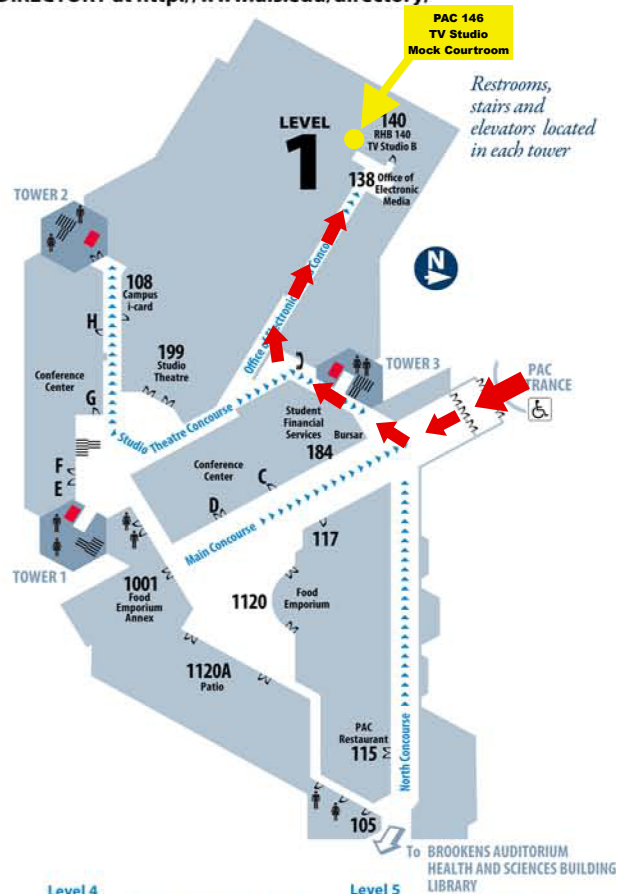 PAC 146
TV Studio
Mock Courtroom
Restrooms,
stairs and
elevators located
in each tower
LEVEL
1
140
RHB 140
TV Studio B
138 Office of
Electronic
Media
TOWER 2
N
108
Campus
i-card
H
199
Studio
Theatre
Conference
Center
G
TOWER 3
PAC
TRANCE
Student
Financial
Services Bursar
184
Studio Theatre Concourse
F
E
Conference
Center
C
D
Main Concourse
117
TOWER 1
1001
Food
Emporium
Annex
1120
Food
Emporium
1120A
Patio
PAC
Restaurant
115
North Concourse
105
To BROOKENS AUDITORIUM
HEALTH AND SCIENCES BUILDING
LIBRARY
Level 4
Level 5